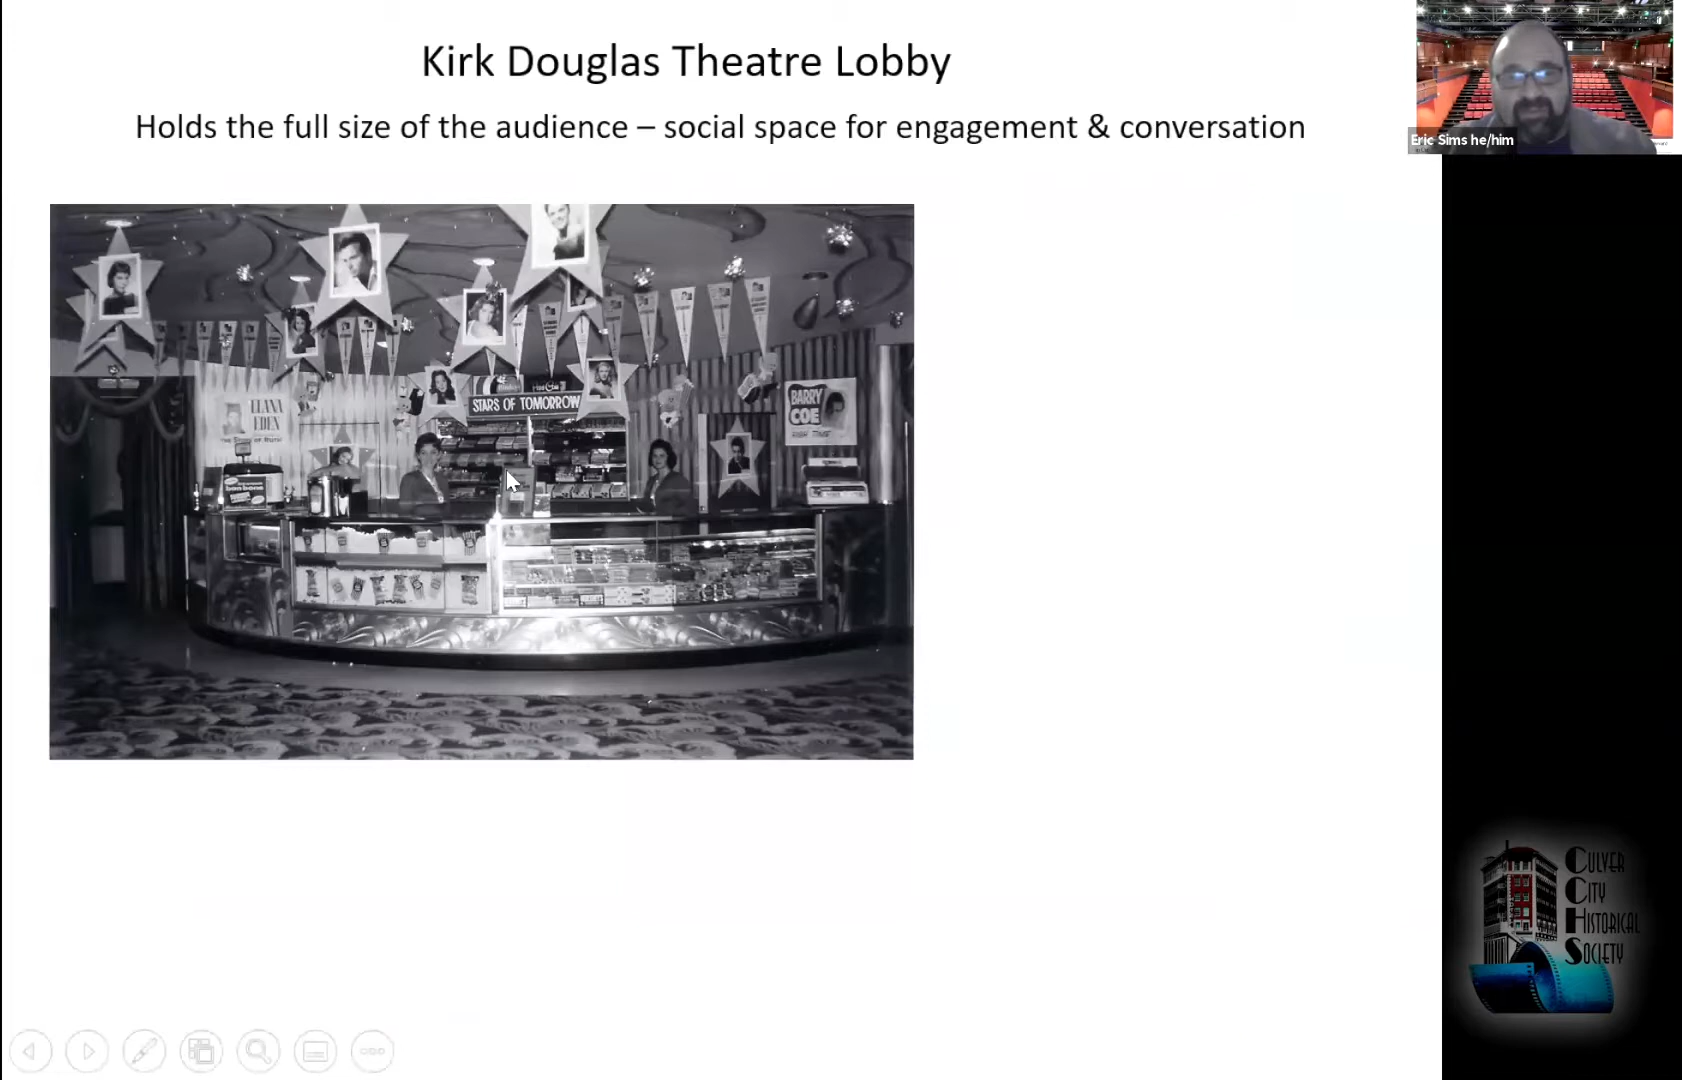 Kirk Douglas Theatre Lobby
Holds the full size of the audience – social space for engagement & conversation
Eric Sims he/him
ELANA
EDEN
STARS OF TOMORROW
BARRY
COE
CULVER
CITY
HISTORICAL
SOCIETY